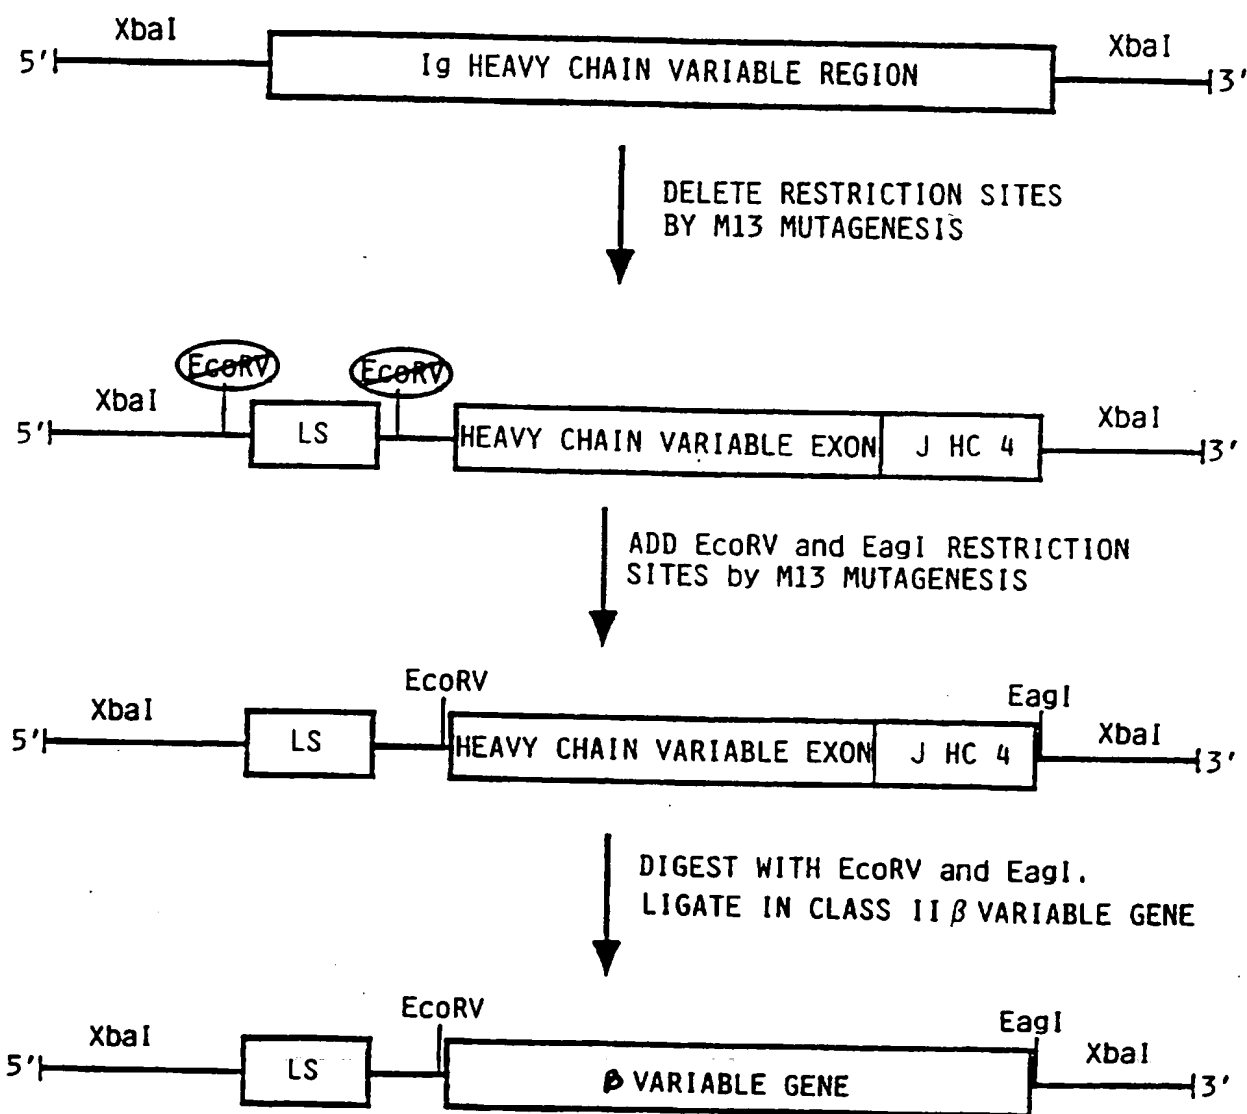 XbaI
XbaI
5' Ig HEAVY CHAIN VARIABLE REGION 3'
DELETE RESTRICTION SITES
BY M13 MUTAGENESIS
EcoRV EcoRV
XbaI XbaI
5' LS HEAVY CHAIN VARIABLE EXON J HC 4 3'
ADD EcoRV and EagI RESTRICTION
SITES by M13 MUTAGENESIS
EcoRV EagI
XbaI XbaI
5' LS HEAVY CHAIN VARIABLE EXON J HC 4 3'
DIGEST WITH EcoRV and EagI.
LIGATE IN CLASS II β VARIABLE GENE
EcoRV EagI
XbaI XbaI
5' LS β VARIABLE GENE 3'